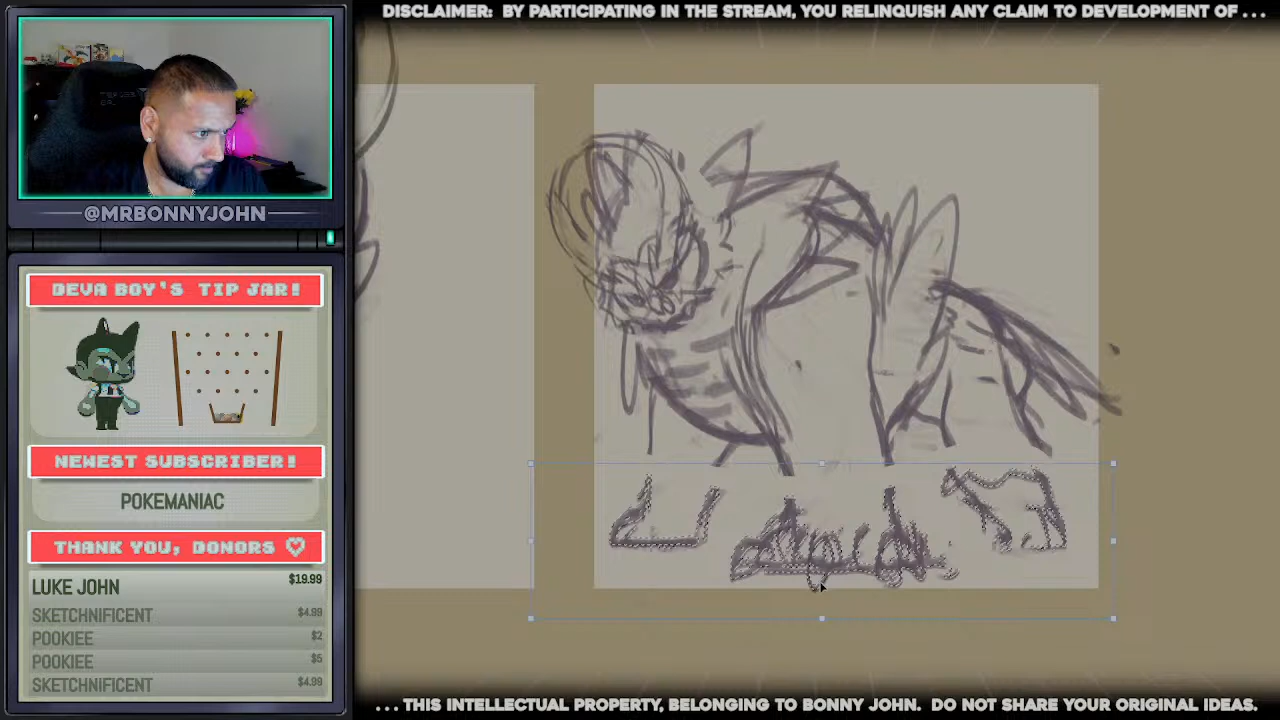 DISCLAIMER: BY PARTICIPATING IN THE STREAM, YOU RELINQUISH ANY CLAIM TO DEVELOPMENT OF . . .
@MRBONNYJOHN
DEVA BOY'S TIP JAR!
NEWEST SUBSCRIBER!
POKEMANIAC
THANK YOU, DONORS ♡
LUKE JOHN $19.99
SKETCHNIFICENT $4.99
POOKIEE $2
POOKIEE $5
SKETCHNIFICENT $4.99
. . . THIS INTELLECTUAL PROPERTY, BELONGING TO BONNY JOHN. DO NOT SHARE YOUR ORIGINAL IDEAS.